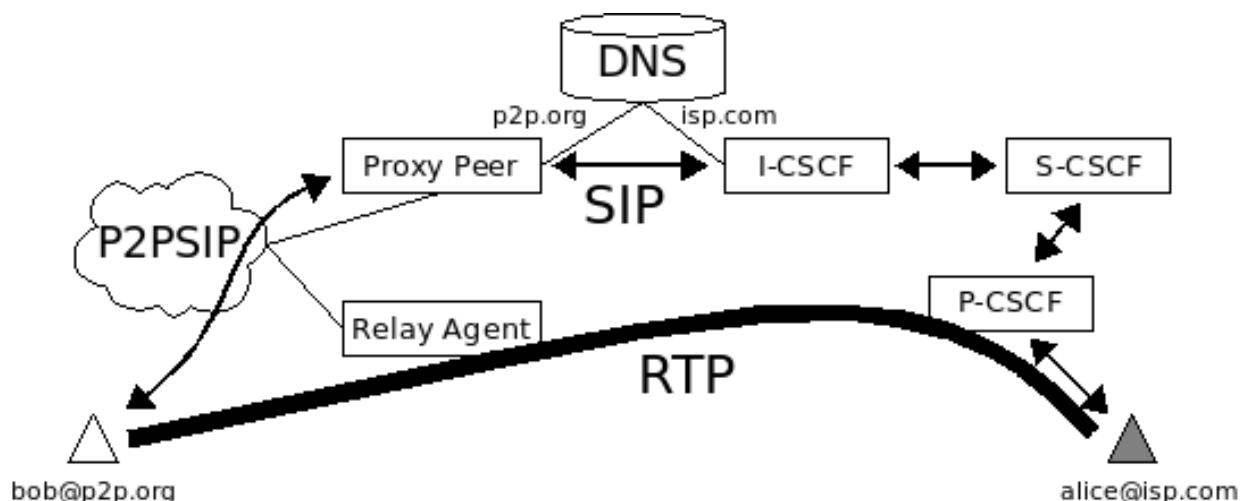 DNS
p2p.org
isp.com
Proxy Peer
I-CSCF
S-CSCF
SIP
P2PSIP
P-CSCF
Relay Agent
RTP
bob@p2p.org
alice@isp.com